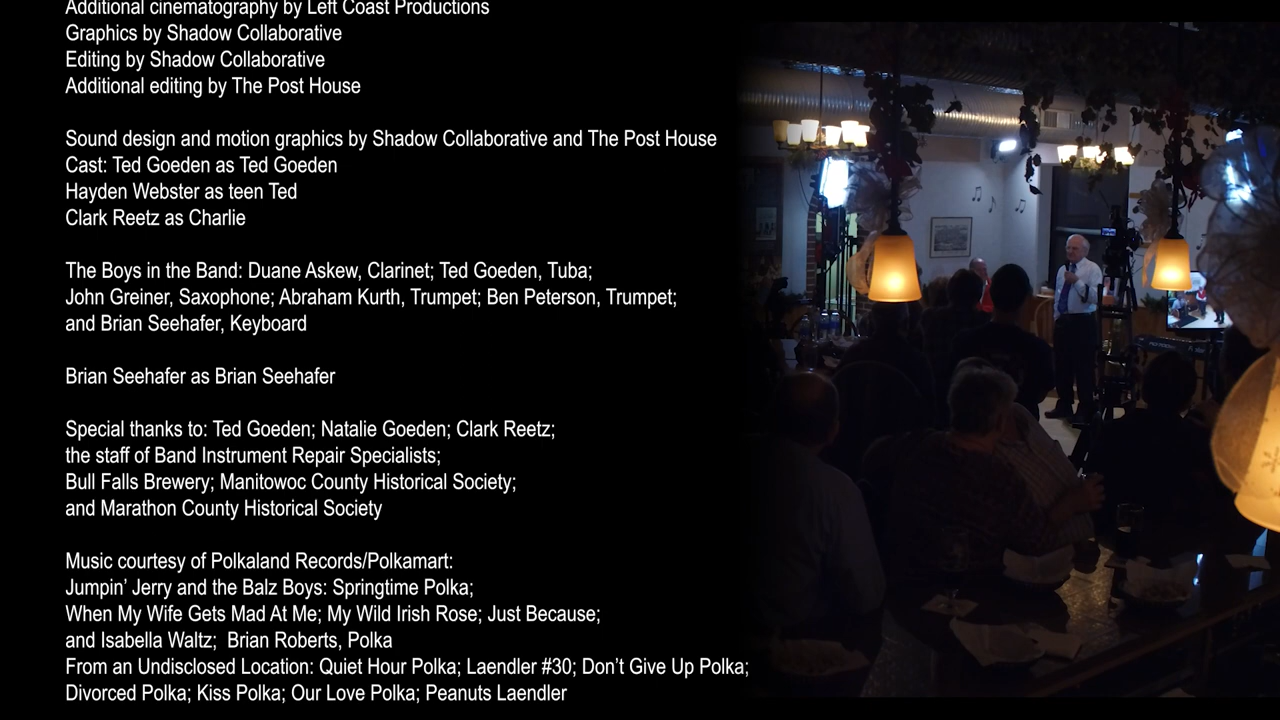 Additional cinematography by Left Coast Productions
Graphics by Shadow Collaborative
Editing by Shadow Collaborative
Additional editing by The Post House
Sound design and motion graphics by Shadow Collaborative and The Post House
Cast: Ted Goeden as Ted Goeden
Hayden Webster as teen Ted
Clark Reetz as Charlie
The Boys in the Band: Duane Askew, Clarinet; Ted Goeden, Tuba;
John Greiner, Saxophone; Abraham Kurth, Trumpet; Ben Peterson, Trumpet;
and Brian Seehafer, Keyboard
Brian Seehafer as Brian Seehafer
Special thanks to: Ted Goeden; Natalie Goeden; Clark Reetz;
the staff of Band Instrument Repair Specialists;
Bull Falls Brewery; Manitowoc County Historical Society;
and Marathon County Historical Society
Music courtesy of Polkaland Records/Polkamart:
Jumpin’ Jerry and the Balz Boys: Springtime Polka;
When My Wife Gets Mad At Me; My Wild Irish Rose; Just Because;
and Isabella Waltz;  Brian Roberts, Polka
From an Undisclosed Location: Quiet Hour Polka; Laendler #30; Don’t Give Up Polka;
Divorced Polka; Kiss Polka; Our Love Polka; Peanuts Laendler